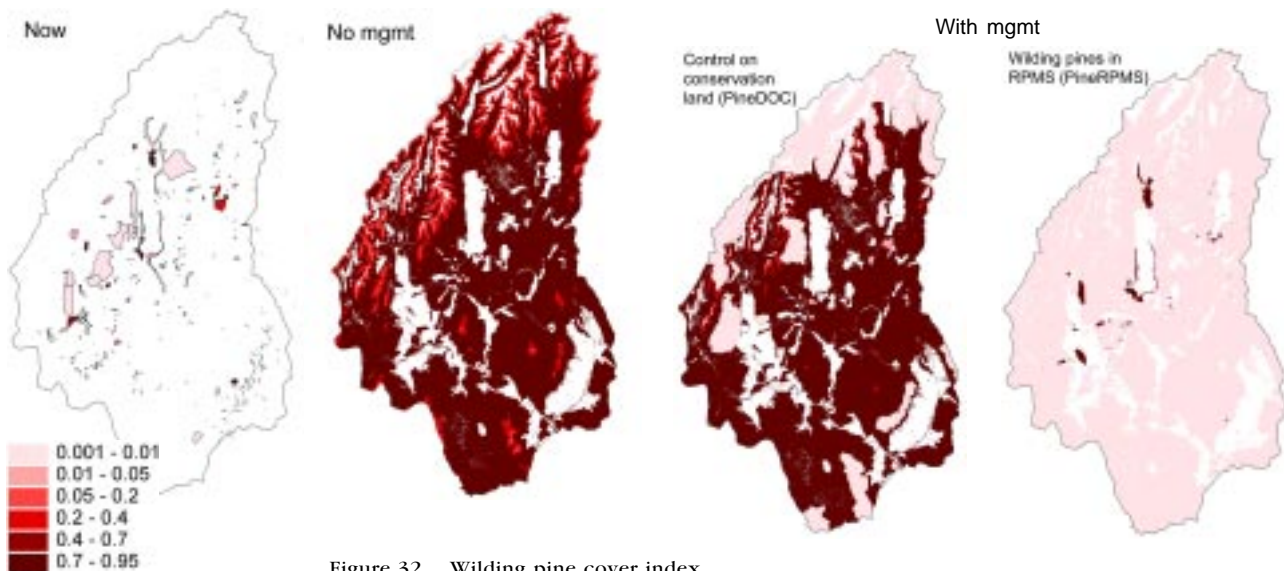 Now
No mgmt
With mgmt
Control on
conservation
land (PineDOC)
Wilding pines in
RPMS (PineRPMS)
0.001 - 0.01
0.01 - 0.05
0.05 - 0.2
0.2 - 0.4
0.4 - 0.7
0.7 - 0.95
Figure 32. Wilding pine cover index